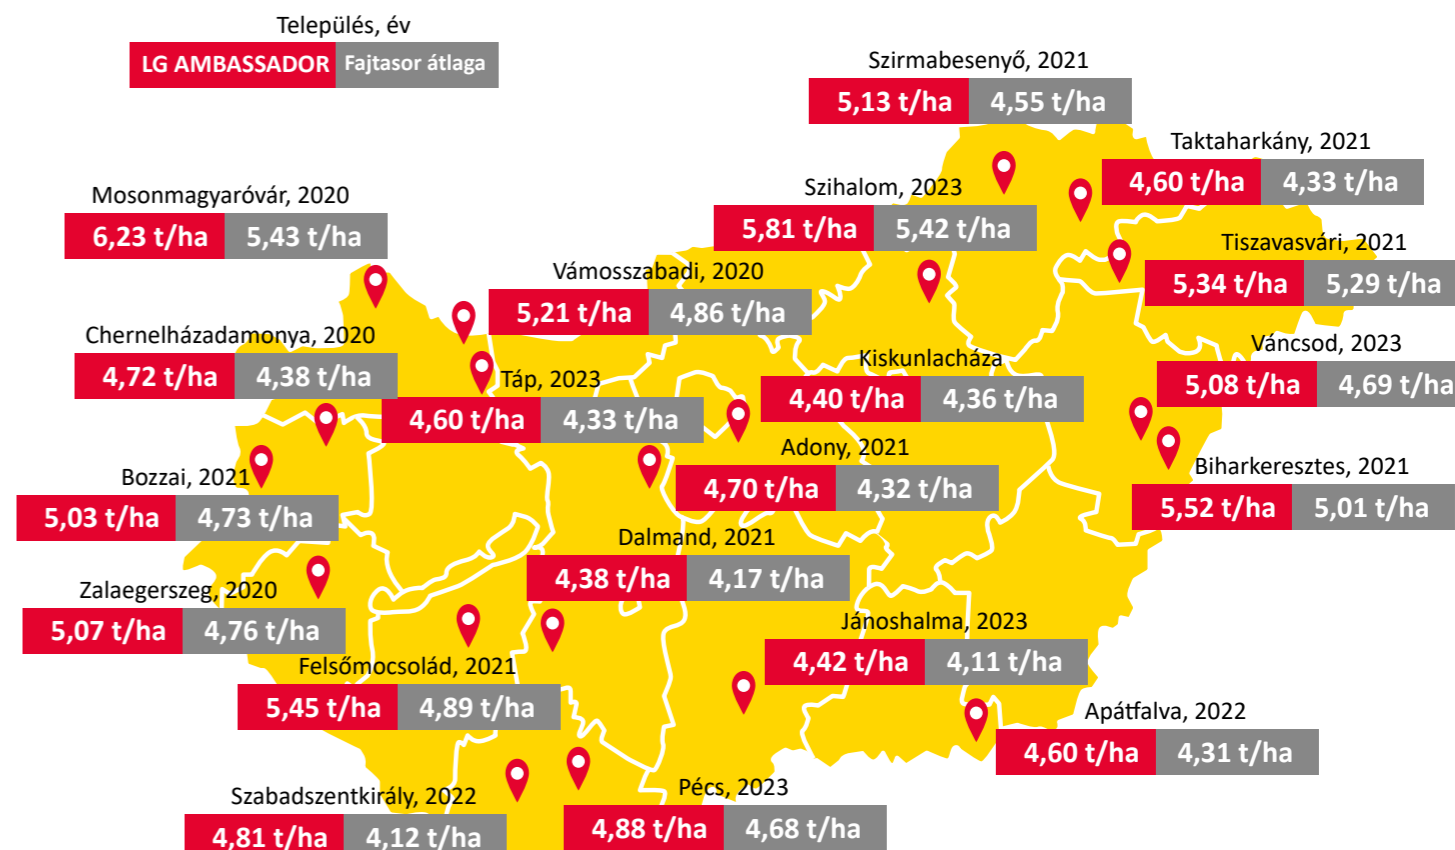 Település, év
LG AMBASSADOR Fajtasor átlaga
Szirmabesenyő, 2021
5,13 t/ha 4,55 t/ha
Taktaharkány, 2021
4,60 t/ha 4,33 t/ha
Mosonmagyaróvár, 2020
6,23 t/ha 5,43 t/ha
Szihalom, 2023
5,81 t/ha 5,42 t/ha
Tiszavasvári, 2021
5,34 t/ha 5,29 t/ha
Vámosszabadi, 2020
5,21 t/ha 4,86 t/ha
Chernelházadamonya, 2020
4,72 t/ha 4,38 t/ha
Táp, 2023
4,60 t/ha 4,33 t/ha
Kiskunlacháza
4,40 t/ha 4,36 t/ha
Váncsod, 2023
5,08 t/ha 4,69 t/ha
Adony, 2021
4,70 t/ha 4,32 t/ha
Biharkeresztes, 2021
5,52 t/ha 5,01 t/ha
Bozzai, 2021
5,03 t/ha 4,73 t/ha
Dalmand, 2021
4,38 t/ha 4,17 t/ha
Zalaegerszeg, 2020
5,07 t/ha 4,76 t/ha
Jánoshalma, 2023
4,42 t/ha 4,11 t/ha
Felsőmocsolád, 2021
5,45 t/ha 4,89 t/ha
Apátfalva, 2022
4,60 t/ha 4,31 t/ha
Szabadszentkirály, 2022
4,81 t/ha 4,12 t/ha
Pécs, 2023
4,88 t/ha 4,68 t/ha